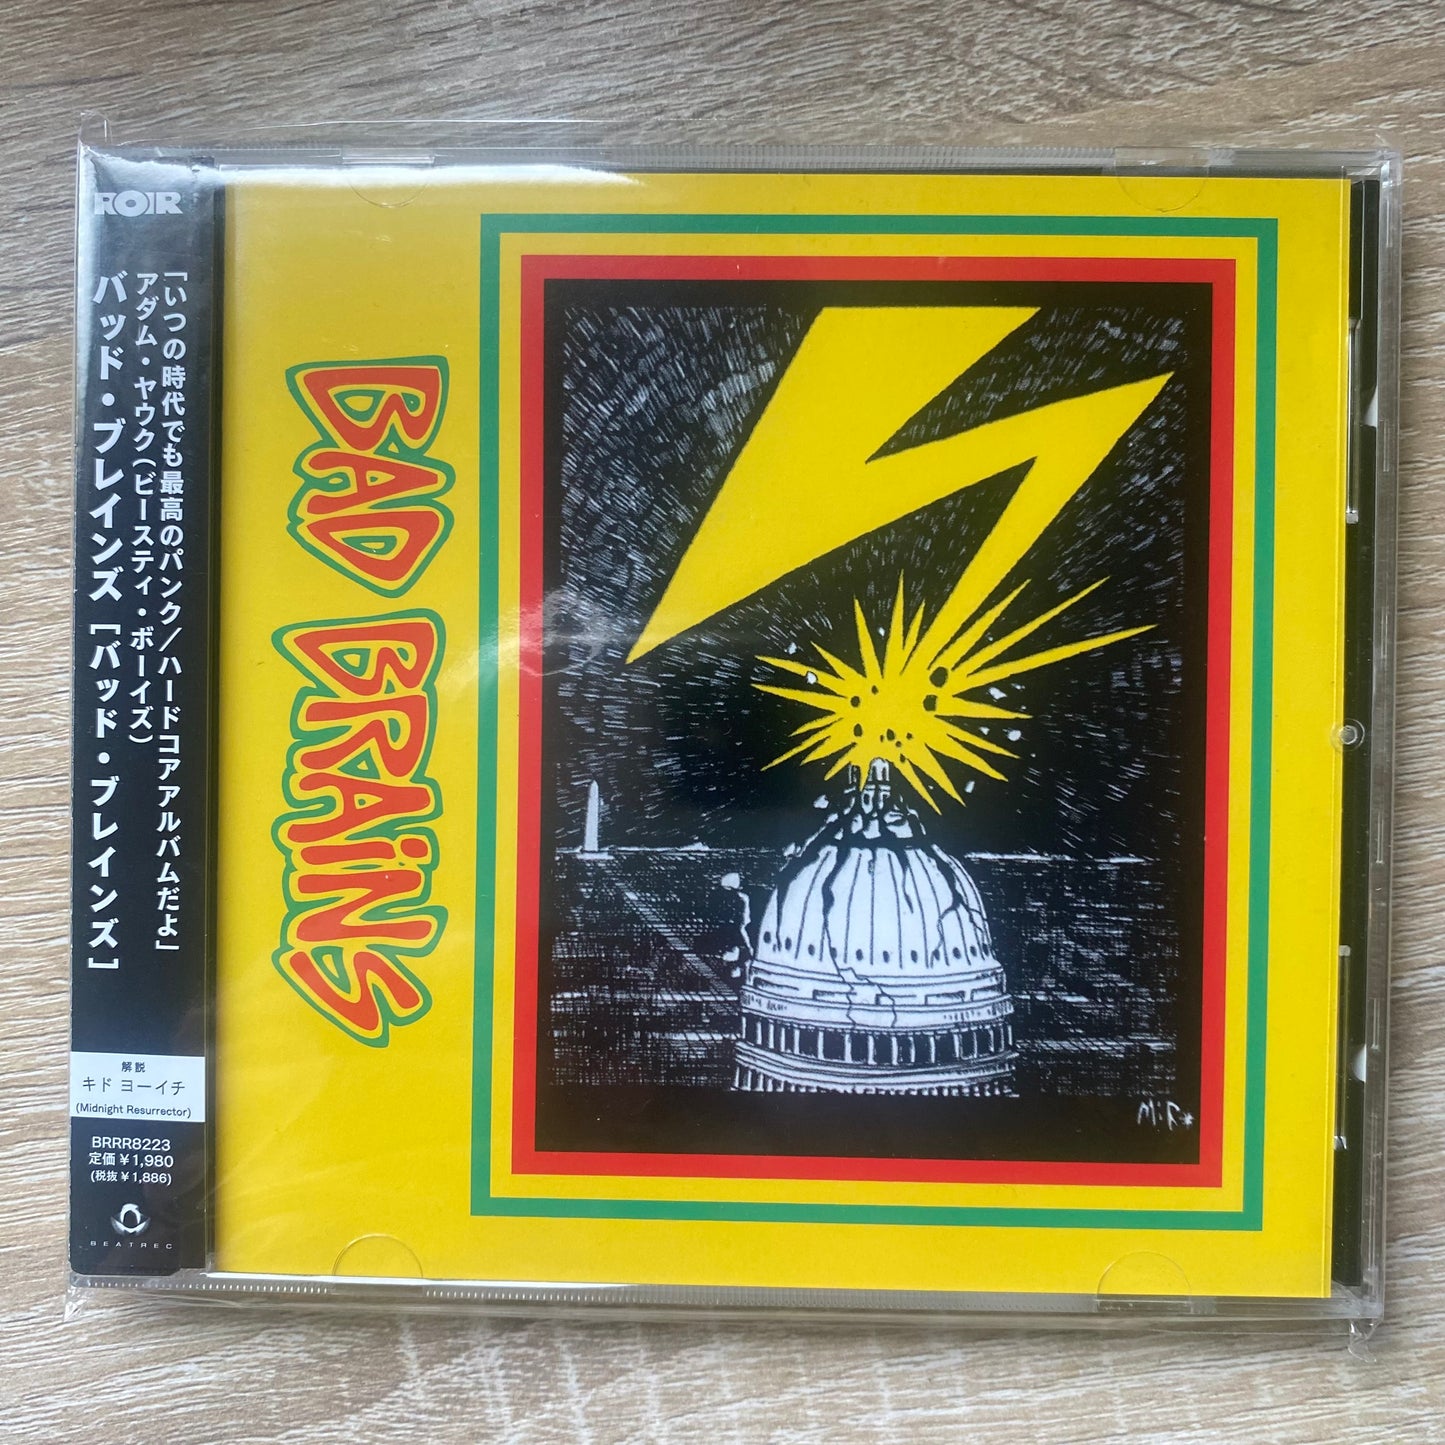 ROIR
「いつの時代でも最高のパンク/ハードコアアルバムだよ」
アダム・ヤウク(ビースティ・ボーイズ)
バッド・ブレインズ [バッド・ブレインズ]
解説
キド ヨーイチ
(Midnight Resurrector)
BRRR8223
定価￥1,980
(税抜￥1,886)
BEATREC
BAD BRAiNS
M.R*